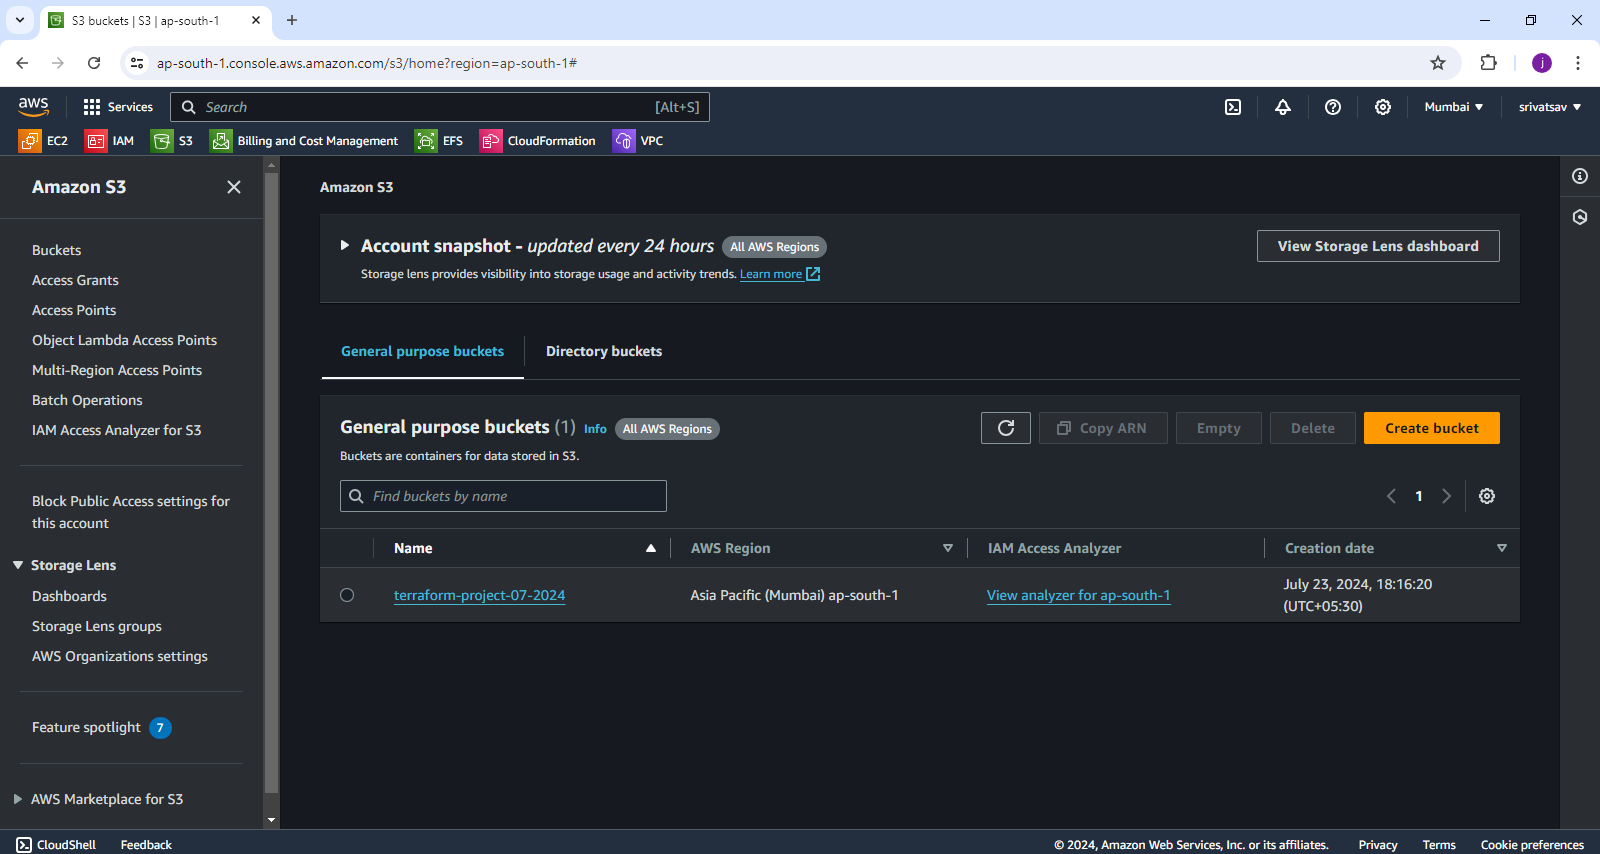 S3 buckets | S3 | ap-south-1
ap-south-1.console.aws.amazon.com/s3/home?region=ap-south-1#
j
aws
Services
Search
[Alt+S]
Mumbai
srivatsav
EC2
IAM
S3
Billing and Cost Management
EFS
CloudFormation
VPC
Amazon S3
Buckets
Access Grants
Access Points
Object Lambda Access Points
Multi-Region Access Points
Batch Operations
IAM Access Analyzer for S3
Block Public Access settings for
this account
Storage Lens
Dashboards
Storage Lens groups
AWS Organizations settings
Feature spotlight 7
AWS Marketplace for S3
Amazon S3
Account snapshot - updated every 24 hours All AWS Regions
Storage lens provides visibility into storage usage and activity trends. Learn more
View Storage Lens dashboard
General purpose buckets
Directory buckets
General purpose buckets (1) Info All AWS Regions
Buckets are containers for data stored in S3.
Copy ARN
Empty
Delete
Create bucket
Find buckets by name
1
Name
AWS Region
IAM Access Analyzer
Creation date
terraform-project-07-2024
Asia Pacific (Mumbai) ap-south-1
View analyzer for ap-south-1
July 23, 2024, 18:16:20
(UTC+05:30)
CloudShell
Feedback
© 2024, Amazon Web Services, Inc. or its affiliates.
Privacy
Terms
Cookie preferences